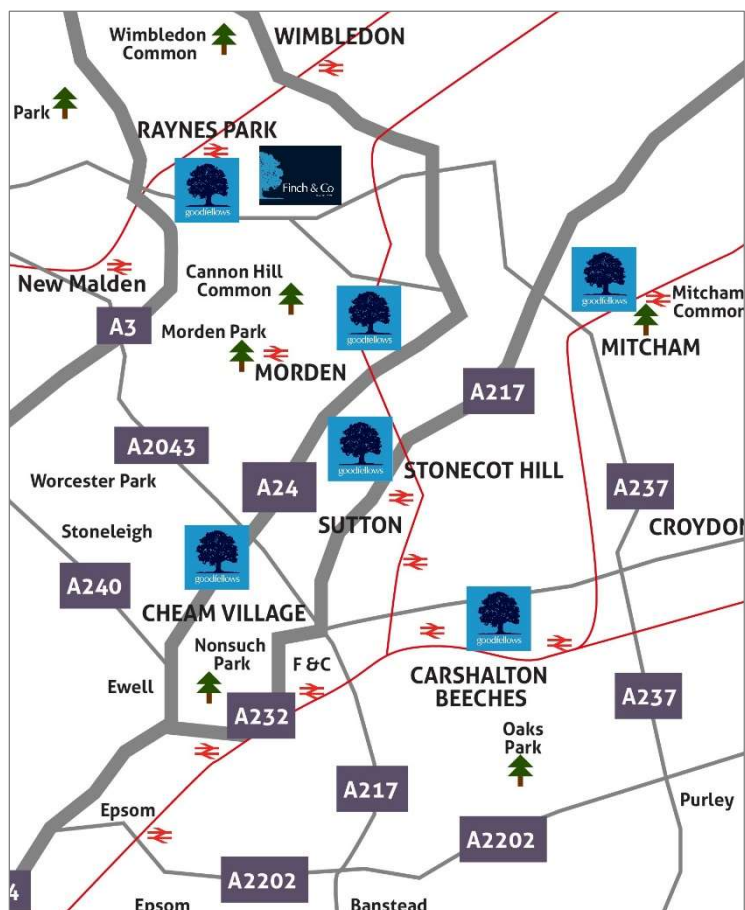 Wimbledon
Common
WIMBLEDON
Park
RAYNES PARK
goodfellows
Finch & Co
New Malden
Cannon Hill
Common
goodfellows
Mitcham
Common
A3
Morden Park
MORDEN
goodfellows
MITCHAM
A217
A2043
Worcester Park
A24
goodfellows
STONECOT HILL
A237
Stoneleigh
SUTTON
CROYDON
goodfellows
A240
CHEAM VILLAGE
goodfellows
Nonsuch
Park
F & C
CARSHALTON
BEECHES
Ewell
A232
A237
Oaks
Park
A217
Purley
Epsom
A2202
A2202
4
Epsom
Banstead